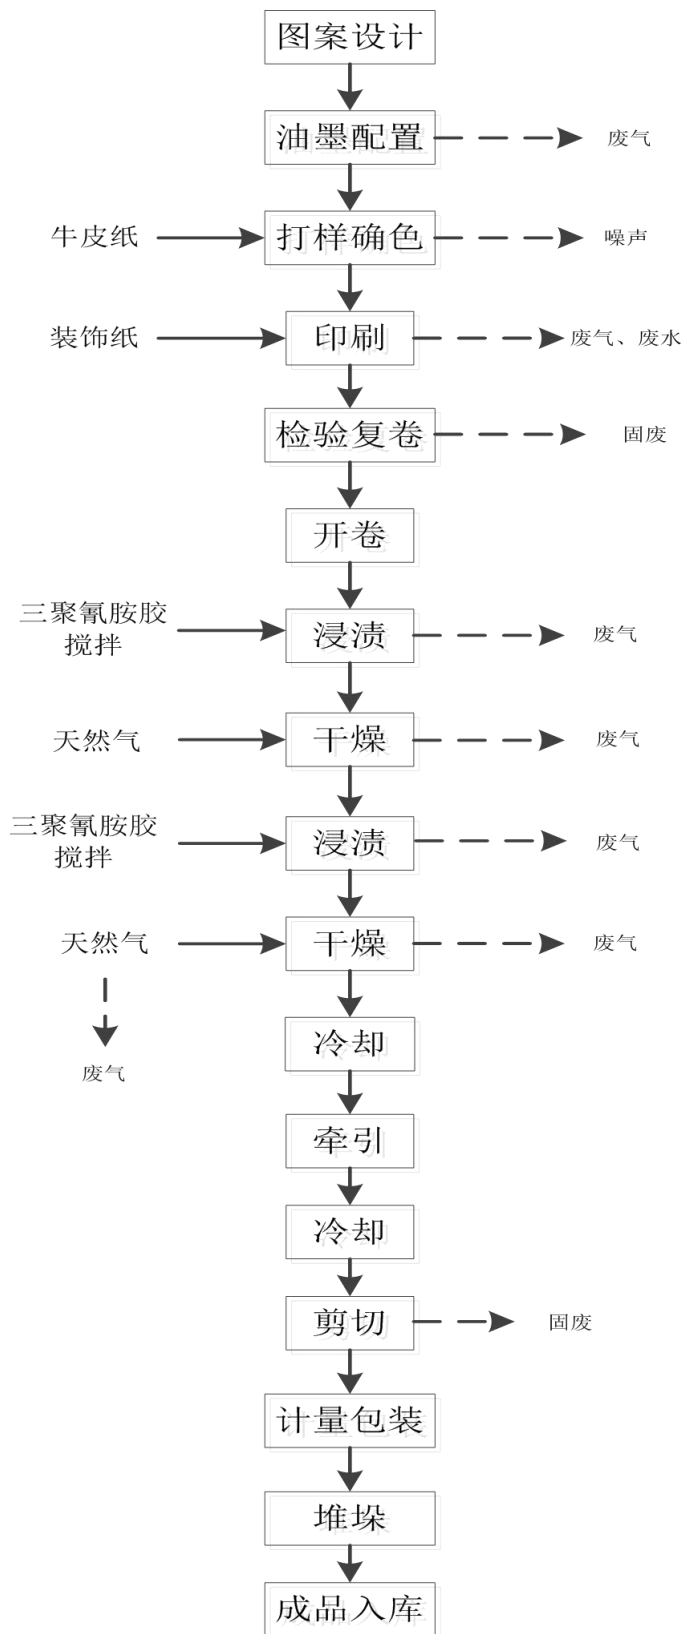 图案设计
油墨配置
废气
牛皮纸
打样确色
噪声
装饰纸
印刷
废气、废水
检验复卷
固废
开卷
三聚氰胺胶
搅拌
浸渍
废气
天然气
干燥
废气
三聚氰胺胶
搅拌
浸渍
废气
天然气
干燥
废气
废气
冷却
牵引
冷却
剪切
固废
计量包装
堆垛
成品入库